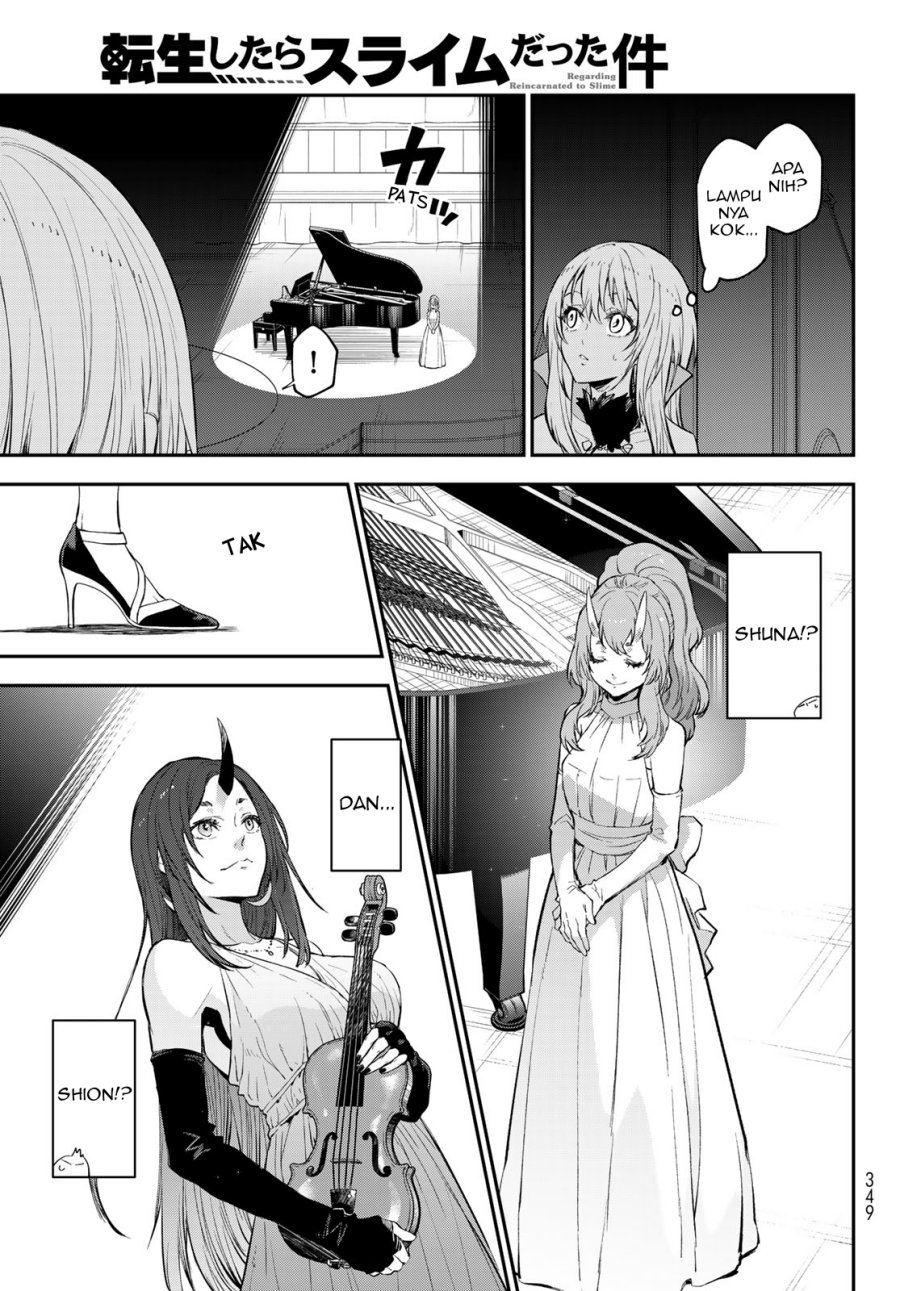 転生したらスライムだった件
Regarding
Reincarnated to Slime
APA
NIH?
LAMPU
NYA
KOK...
カッ
PATS
!
SHUNA!?
TAK
DAN...
SHION!?
349